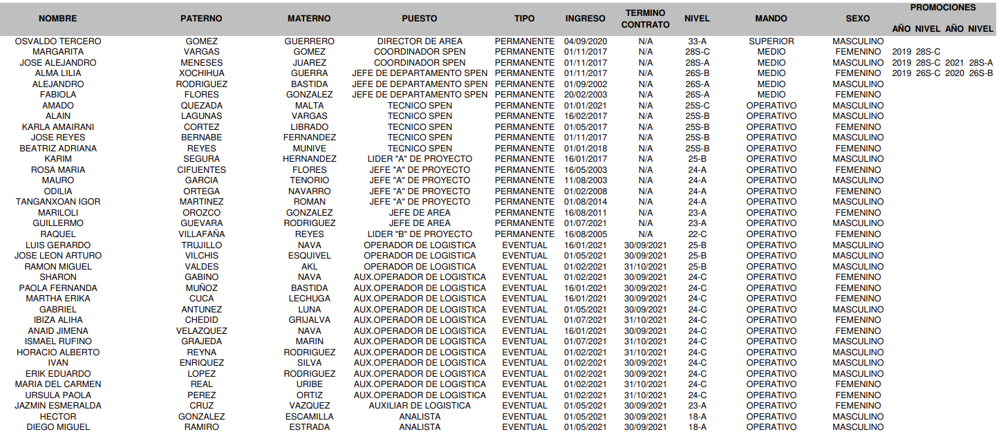 PROMOCIONES
NOMBRE PATERNO MATERNO PUESTO TIPO INGRESO TERMINO CONTRATO NIVEL MANDO SEXO AÑO NIVEL AÑO NIVEL
OSVALDO TERCERO GOMEZ GUERRERO DIRECTOR DE AREA PERMANENTE 04/09/2020 N/A 33-A SUPERIOR MASCULINO
MARGARITA VARGAS GOMEZ COORDINADOR SPEN PERMANENTE 01/11/2017 N/A 28S-C MEDIO FEMENINO 2019 28S-C
JOSE ALEJANDRO MENESES JUAREZ COORDINADOR SPEN PERMANENTE 01/11/2017 N/A 28S-A MEDIO MASCULINO 2019 28S-C 2021 28S-A
ALMA LILIA XOCHIHUA GUERRA JEFE DE DEPARTAMENTO SPEN PERMANENTE 01/11/2017 N/A 26S-B MEDIO FEMENINO 2019 26S-C 2020 26S-B
ALEJANDRO RODRIGUEZ BASTIDA JEFE DE DEPARTAMENTO SPEN PERMANENTE 01/09/2002 N/A 26S-A MEDIO MASCULINO
FABIOLA FLORES GONZALEZ JEFE DE DEPARTAMENTO SPEN PERMANENTE 20/02/2003 N/A 26S-A MEDIO FEMENINO
AMADO QUEZADA MALTA TECNICO SPEN PERMANENTE 01/01/2021 N/A 25S-C OPERATIVO MASCULINO
ALAIN LAGUNAS VARGAS TECNICO SPEN PERMANENTE 16/02/2017 N/A 25S-B OPERATIVO MASCULINO
KARLA AMAIRANI CORTEZ LIBRADO TECNICO SPEN PERMANENTE 01/05/2017 N/A 25S-B OPERATIVO FEMENINO
JOSE REYES BERNABE FERNANDEZ TECNICO SPEN PERMANENTE 01/11/2017 N/A 25S-B OPERATIVO MASCULINO
BEATRIZ ADRIANA REYES MUNIVE TECNICO SPEN PERMANENTE 01/01/2018 N/A 25S-B OPERATIVO FEMENINO
KARIM SEGURA HERNANDEZ LIDER "A" DE PROYECTO PERMANENTE 16/01/2017 N/A 25-B OPERATIVO MASCULINO
ROSA MARIA CIFUENTES FLORES JEFE "A" DE PROYECTO PERMANENTE 16/05/2003 N/A 24-A OPERATIVO FEMENINO
MAURO GARCIA TENORIO JEFE "A" DE PROYECTO PERMANENTE 11/08/2003 N/A 24-A OPERATIVO MASCULINO
ODILIA ORTEGA NAVARRO JEFE "A" DE PROYECTO PERMANENTE 01/02/2008 N/A 24-A OPERATIVO FEMENINO
TANGANXOAN IGOR MARTINEZ ROMAN JEFE "A" DE PROYECTO PERMANENTE 01/08/2014 N/A 24-A OPERATIVO MASCULINO
MARILOLI OROZCO GONZALEZ JEFE DE AREA PERMANENTE 16/08/2011 N/A 23-A OPERATIVO FEMENINO
GUILLERMO GUEVARA RODRIGUEZ JEFE DE AREA PERMANENTE 01/07/2021 N/A 23-A OPERATIVO MASCULINO
RAQUEL VILLAFAÑA REYES LIDER "B" DE PROYECTO PERMANENTE 16/08/2005 N/A 22-C OPERATIVO FEMENINO
LUIS GERARDO TRUJILLO NAVA OPERADOR DE LOGISTICA EVENTUAL 16/01/2021 30/09/2021 25-B OPERATIVO MASCULINO
JOSE LEON ARTURO VILCHIS ESQUIVEL OPERADOR DE LOGISTICA EVENTUAL 01/05/2021 30/09/2021 25-B OPERATIVO MASCULINO
RAMON MIGUEL VALDES AKL OPERADOR DE LOGISTICA EVENTUAL 01/02/2021 31/10/2021 25-B OPERATIVO MASCULINO
SHARON GABINO NAVA AUX.OPERADOR DE LOGISTICA EVENTUAL 01/02/2021 30/09/2021 24-C OPERATIVO FEMENINO
PAOLA FERNANDA MUÑOZ BASTIDA AUX.OPERADOR DE LOGISTICA EVENTUAL 16/01/2021 30/09/2021 24-C OPERATIVO FEMENINO
MARTHA ERIKA CUCA LECHUGA AUX.OPERADOR DE LOGISTICA EVENTUAL 16/01/2021 30/09/2021 24-C OPERATIVO FEMENINO
GABRIEL ANTUNEZ LUNA AUX.OPERADOR DE LOGISTICA EVENTUAL 01/05/2021 30/09/2021 24-C OPERATIVO MASCULINO
IBIZA ALIHA CHEDID GRIJALVA AUX.OPERADOR DE LOGISTICA EVENTUAL 01/07/2021 31/10/2021 24-C OPERATIVO FEMENINO
ANAID JIMENA VELAZQUEZ NAVA AUX.OPERADOR DE LOGISTICA EVENTUAL 16/01/2021 30/09/2021 24-C OPERATIVO FEMENINO
ISMAEL RUFINO GRAJEDA MARIN AUX.OPERADOR DE LOGISTICA EVENTUAL 01/07/2021 31/10/2021 24-C OPERATIVO MASCULINO
HORACIO ALBERTO REYNA RODRIGUEZ AUX.OPERADOR DE LOGISTICA EVENTUAL 01/02/2021 31/10/2021 24-C OPERATIVO MASCULINO
IVAN ENRIQUEZ SILVA AUX.OPERADOR DE LOGISTICA EVENTUAL 01/02/2021 30/09/2021 24-C OPERATIVO MASCULINO
ERIK EDUARDO LOPEZ RODRIGUEZ AUX.OPERADOR DE LOGISTICA EVENTUAL 01/02/2021 30/09/2021 24-C OPERATIVO MASCULINO
MARIA DEL CARMEN REAL URIBE AUX.OPERADOR DE LOGISTICA EVENTUAL 01/02/2021 31/10/2021 24-C OPERATIVO FEMENINO
URSULA PAOLA PEREZ ORTIZ AUX.OPERADOR DE LOGISTICA EVENTUAL 01/02/2021 31/10/2021 24-C OPERATIVO FEMENINO
JAZMIN ESMERALDA CRUZ VAZQUEZ AUXILIAR DE LOGISTICA EVENTUAL 01/05/2021 30/09/2021 23-A OPERATIVO FEMENINO
HECTOR GONZALEZ ESCAMILLA ANALISTA EVENTUAL 01/05/2021 30/09/2021 18-A OPERATIVO MASCULINO
DIEGO MIGUEL RAMIRO ESTRADA ANALISTA EVENTUAL 01/05/2021 30/09/2021 18-A OPERATIVO MASCULINO